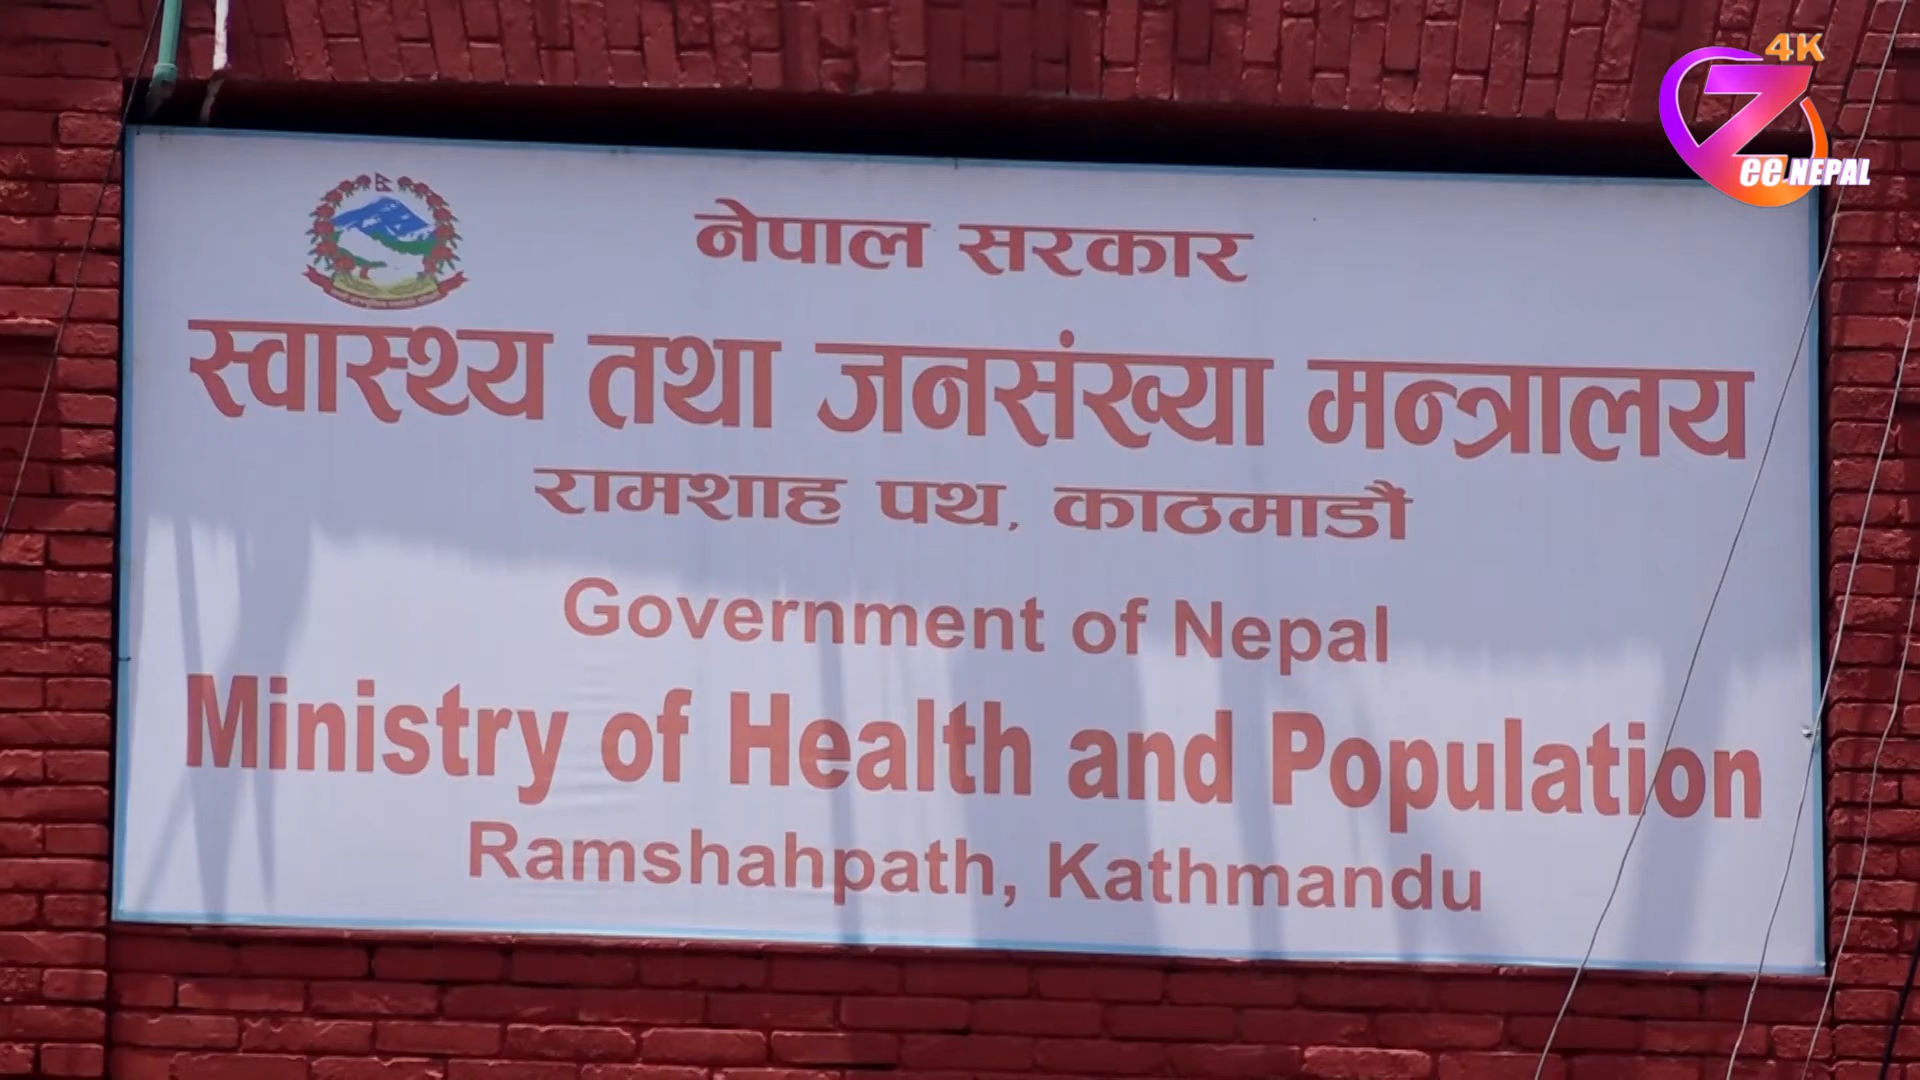 4K
Zee NEPAL
नेपाल सरकार
स्वास्थ्य तथा जनसंख्या मन्त्रालय
रामशाह पथ, काठमाडौं
Government of Nepal
Ministry of Health and Population
Ramshahpath, Kathmandu